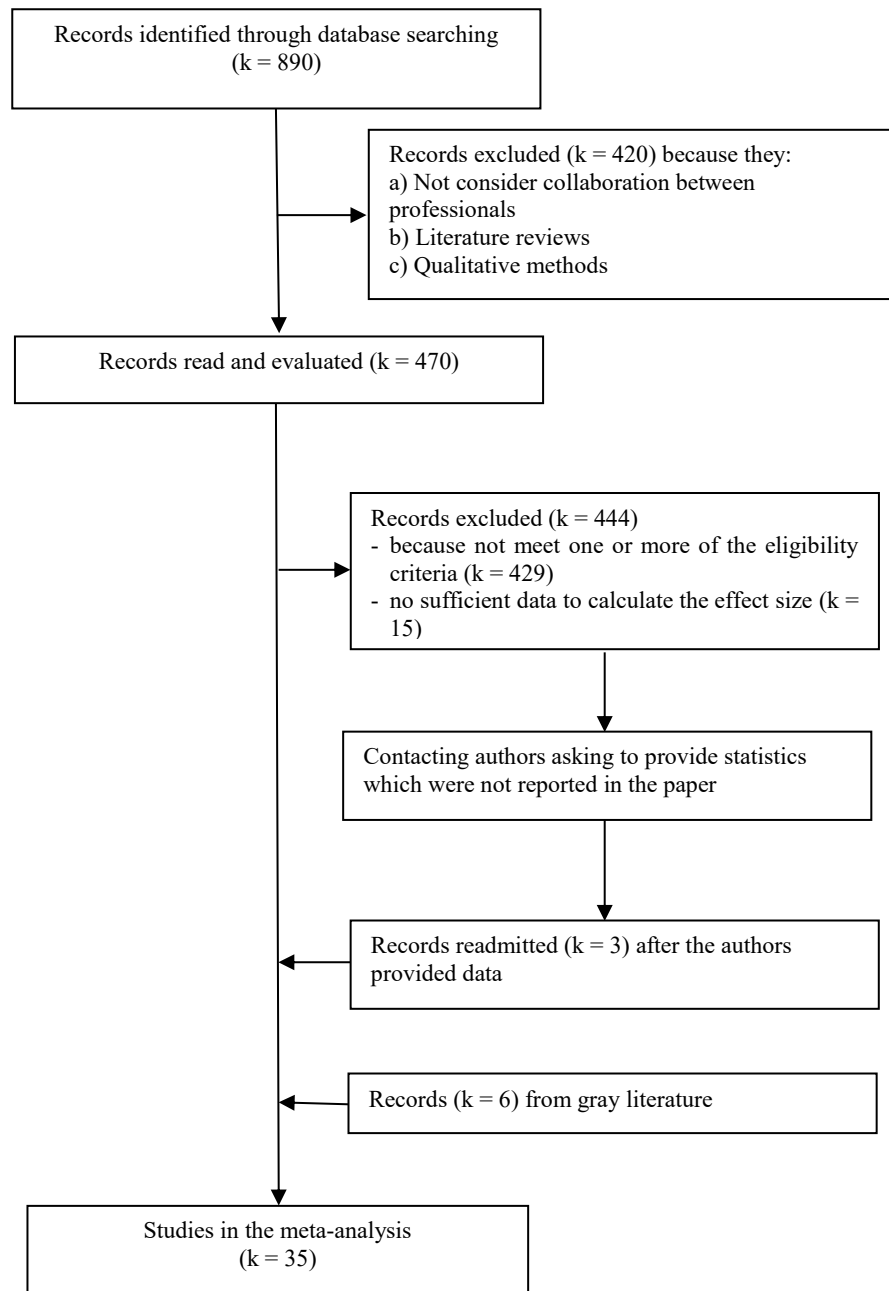 Records identified through database searching
(k = 890)
Records excluded (k = 420) because they:
a) Not consider collaboration between
professionals
b) Literature reviews
c) Qualitative methods
Records read and evaluated (k = 470)
Records excluded (k = 444)
- because not meet one or more of the eligibility
criteria (k = 429)
- no sufficient data to calculate the effect size (k =
15)
Contacting authors asking to provide statistics
which were not reported in the paper
Records readmitted (k = 3) after the authors
provided data
Records (k = 6) from gray literature
Studies in the meta-analysis
(k = 35)